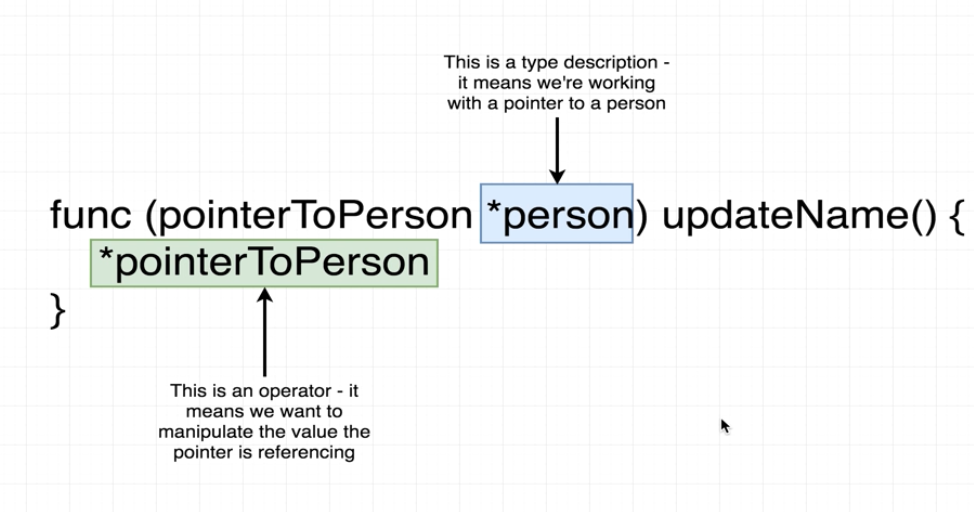 This is a type description -
it means we're working
with a pointer to a person
func (pointerToPerson *person) updateName() {
*pointerToPerson
}
This is an operator - it
means we want to
manipulate the value the
pointer is referencing